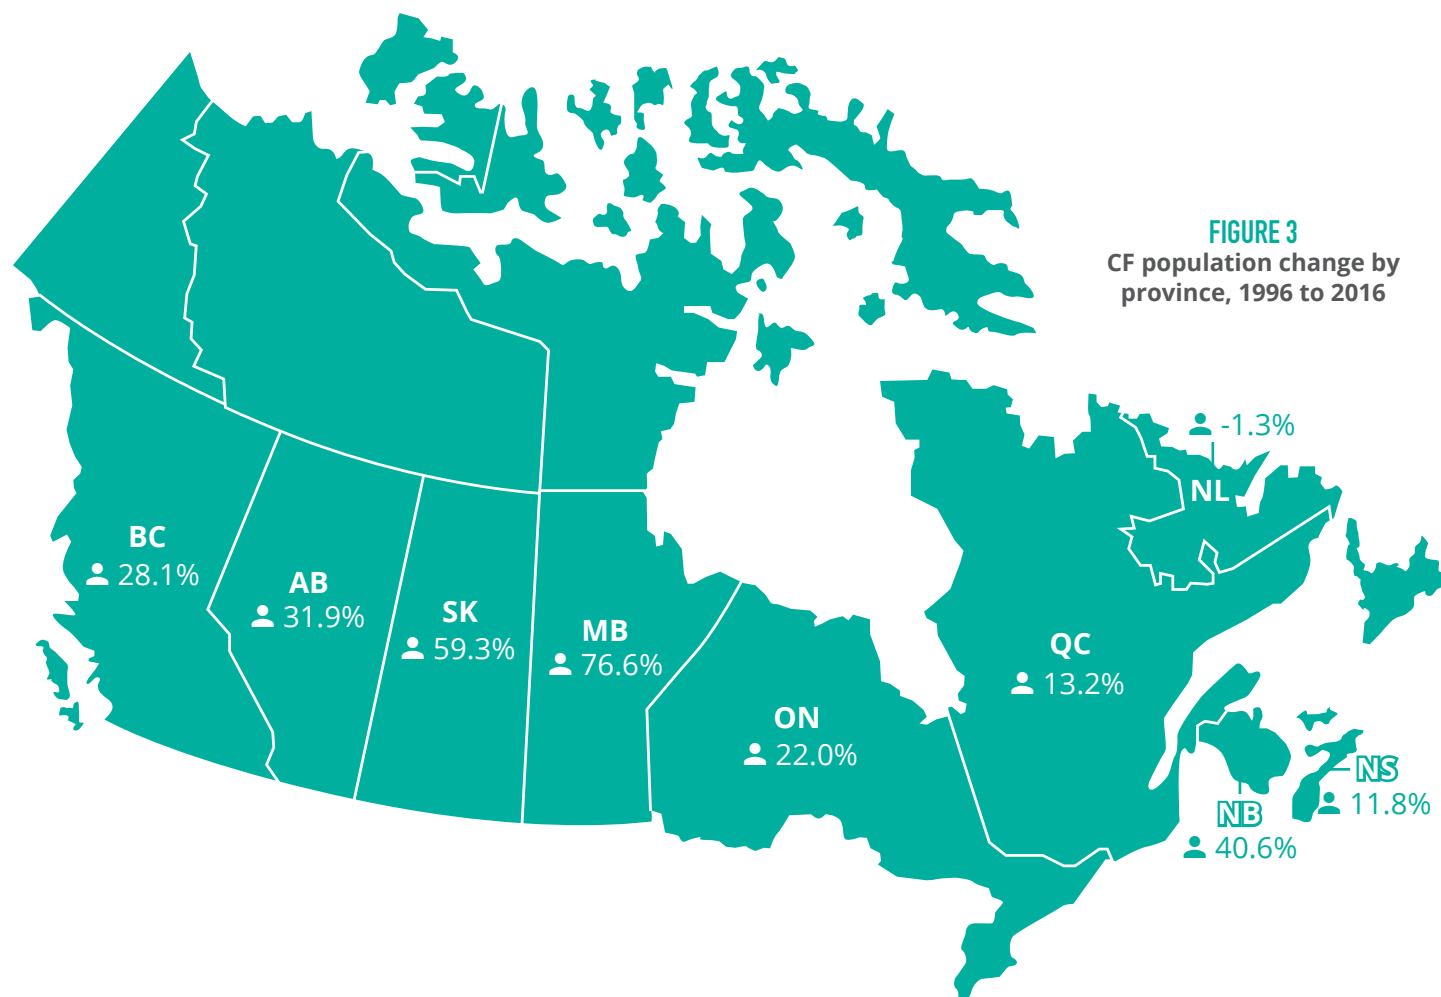 FIGURE 3
CF population change by
province, 1996 to 2016
-1.3%
NL
BC
28.1%
AB
31.9%
SK
59.3%
MB
76.6%
QC
13.2%
ON
22.0%
NS
11.8%
NB
40.6%